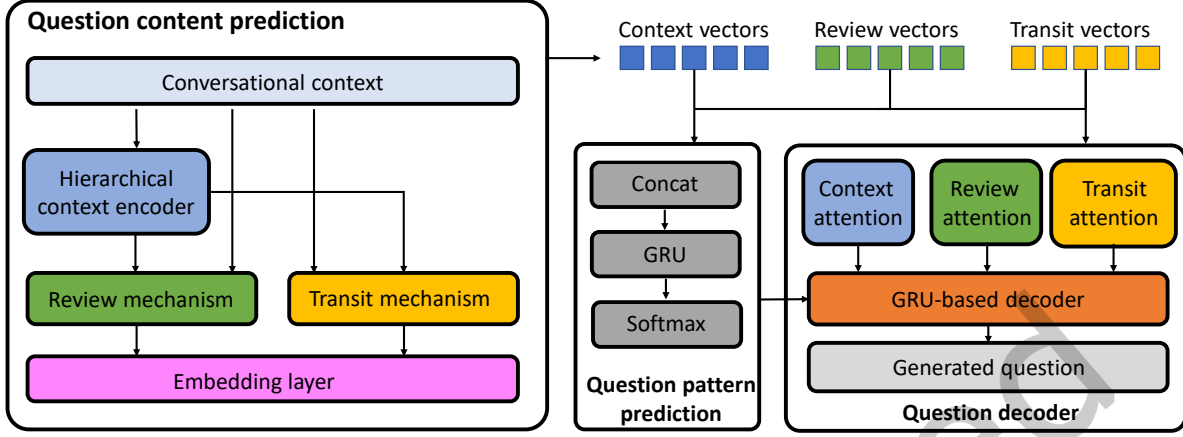 Question content prediction
Conversational context
Hierarchical
context encoder
Review mechanism
Transit mechanism
Embedding layer
Context vectors
Review vectors
Transit vectors
Concat
GRU
Softmax
Question pattern
prediction
Context
attention
Review
attention
Transit
attention
GRU-based decoder
Generated question
Question decoder